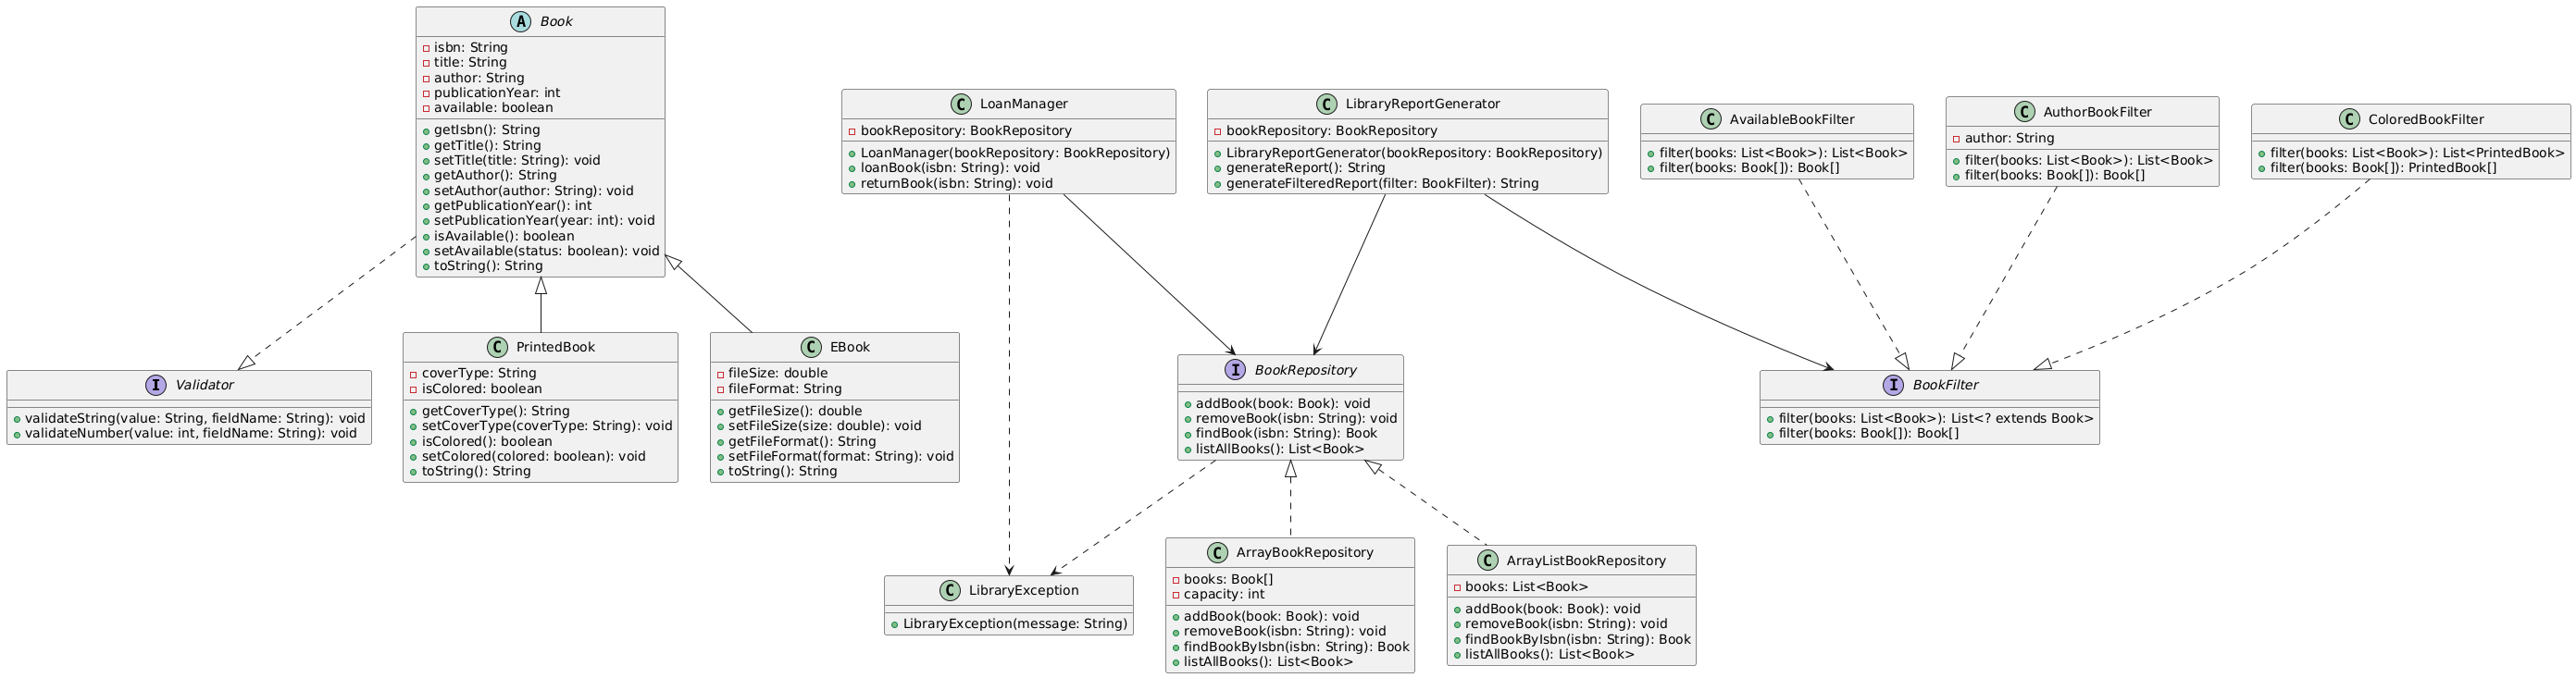 A Book
isbn: String
title: String
author: String
publicationYear: int
available: boolean
getIsbn(): String
getTitle(): String
setTitle(title: String): void
getAuthor(): String
setAuthor(author: String): void
getPublicationYear(): int
setPublicationYear(year: int): void
isAvailable(): boolean
setAvailable(status: boolean): void
toString(): String
C LoanManager
bookRepository: BookRepository
LoanManager(bookRepository: BookRepository)
loanBook(isbn: String): void
returnBook(isbn: String): void
C LibraryReportGenerator
bookRepository: BookRepository
LibraryReportGenerator(bookRepository: BookRepository)
generateReport(): String
generateFilteredReport(filter: BookFilter): String
C AvailableBookFilter
filter(books: List<Book>): List<Book>
filter(books: Book[]): Book[]
C AuthorBookFilter
author: String
filter(books: List<Book>): List<Book>
filter(books: Book[]): Book[]
C ColoredBookFilter
filter(books: List<Book>): List<PrintedBook>
filter(books: Book[]): PrintedBook[]
I Validator
validateString(value: String, fieldName: String): void
validateNumber(value: int, fieldName: String): void
C PrintedBook
coverType: String
isColored: boolean
getCoverType(): String
setCoverType(coverType: String): void
isColored(): boolean
setColored(colored: boolean): void
toString(): String
C EBook
fileSize: double
fileFormat: String
getFileSize(): double
setFileSize(size: double): void
getFileFormat(): String
setFileFormat(format: String): void
toString(): String
I BookRepository
addBook(book: Book): void
removeBook(isbn: String): void
findBook(isbn: String): Book
listAllBooks(): List<Book>
I BookFilter
filter(books: List<Book>): List<? extends Book>
filter(books: Book[]): Book[]
C LibraryException
LibraryException(message: String)
C ArrayBookRepository
books: Book[]
capacity: int
addBook(book: Book): void
removeBook(isbn: String): void
findBookByIsbn(isbn: String): Book
listAllBooks(): List<Book>
C ArrayListBookRepository
books: List<Book>
addBook(book: Book): void
removeBook(isbn: String): void
findBookByIsbn(isbn: String): Book
listAllBooks(): List<Book>